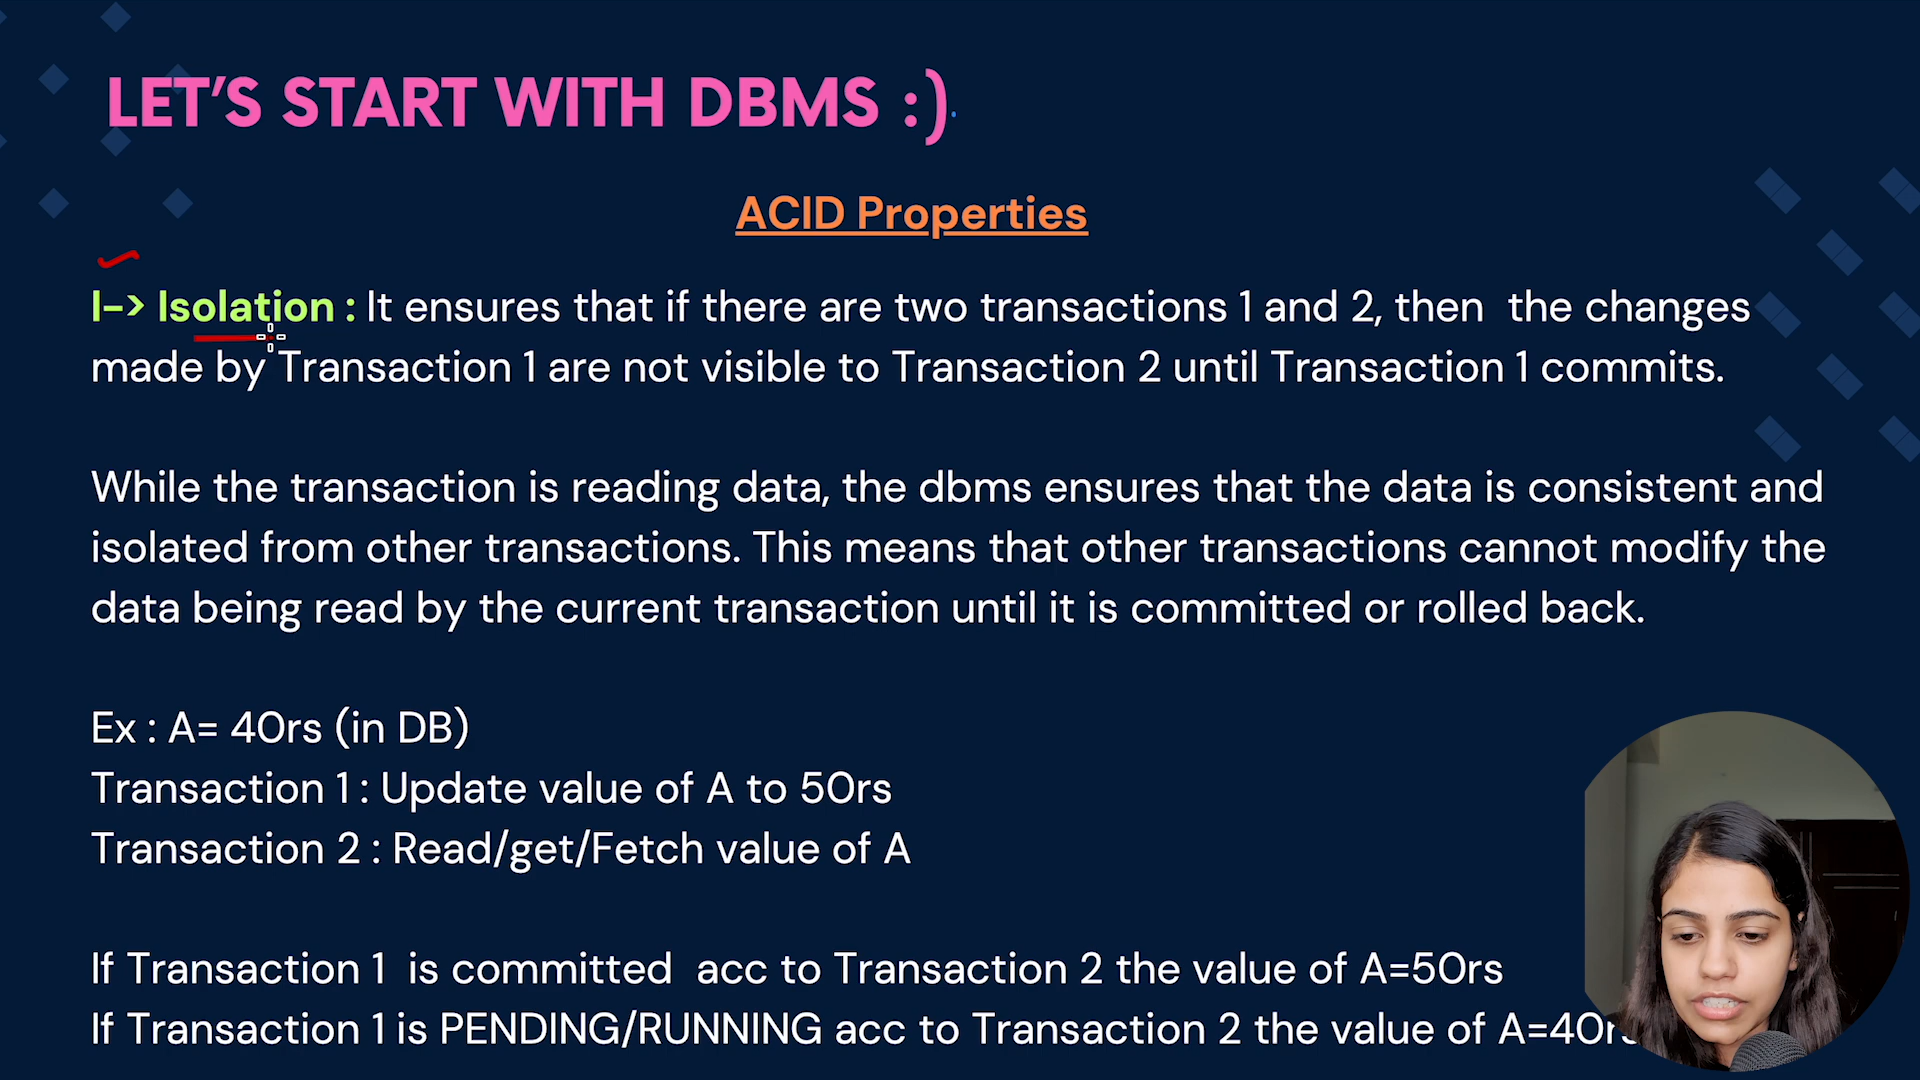 LET'S START WITH DBMS :)
ACID Properties
I-> Isolation : It ensures that if there are two transactions 1 and 2, then the changes
made by Transaction 1 are not visible to Transaction 2 until Transaction 1 commits.
While the transaction is reading data, the dbms ensures that the data is consistent and
isolated from other transactions. This means that other transactions cannot modify the
data being read by the current transaction until it is committed or rolled back.
Ex : A= 40rs (in DB)
Transaction 1 : Update value of A to 50rs
Transaction 2 : Read/get/Fetch value of A
If Transaction 1 is committed acc to Transaction 2 the value of A=50rs
If Transaction 1 is PENDING/RUNNING acc to Transaction 2 the value of A=40rs